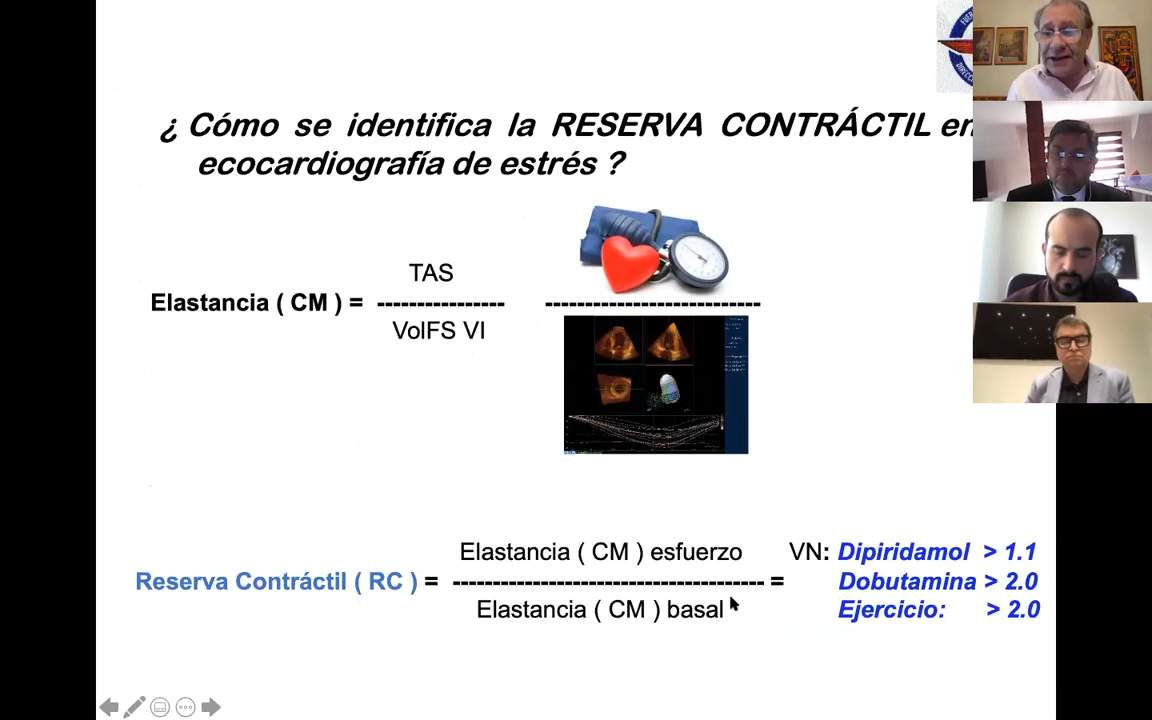 ¿ Cómo se identifica la RESERVA CONTRÁCTIL en
ecocardiografía de estrés ?
TAS
Elastancia ( CM ) = ----------------
VolFS VI
----------------------------
Elastancia ( CM ) esfuerzo
Reserva Contráctil ( RC ) = ---------------------------------------- =
Elastancia ( CM ) basal
VN: Dipiridamol > 1.1
Dobutamina > 2.0
Ejercicio: > 2.0